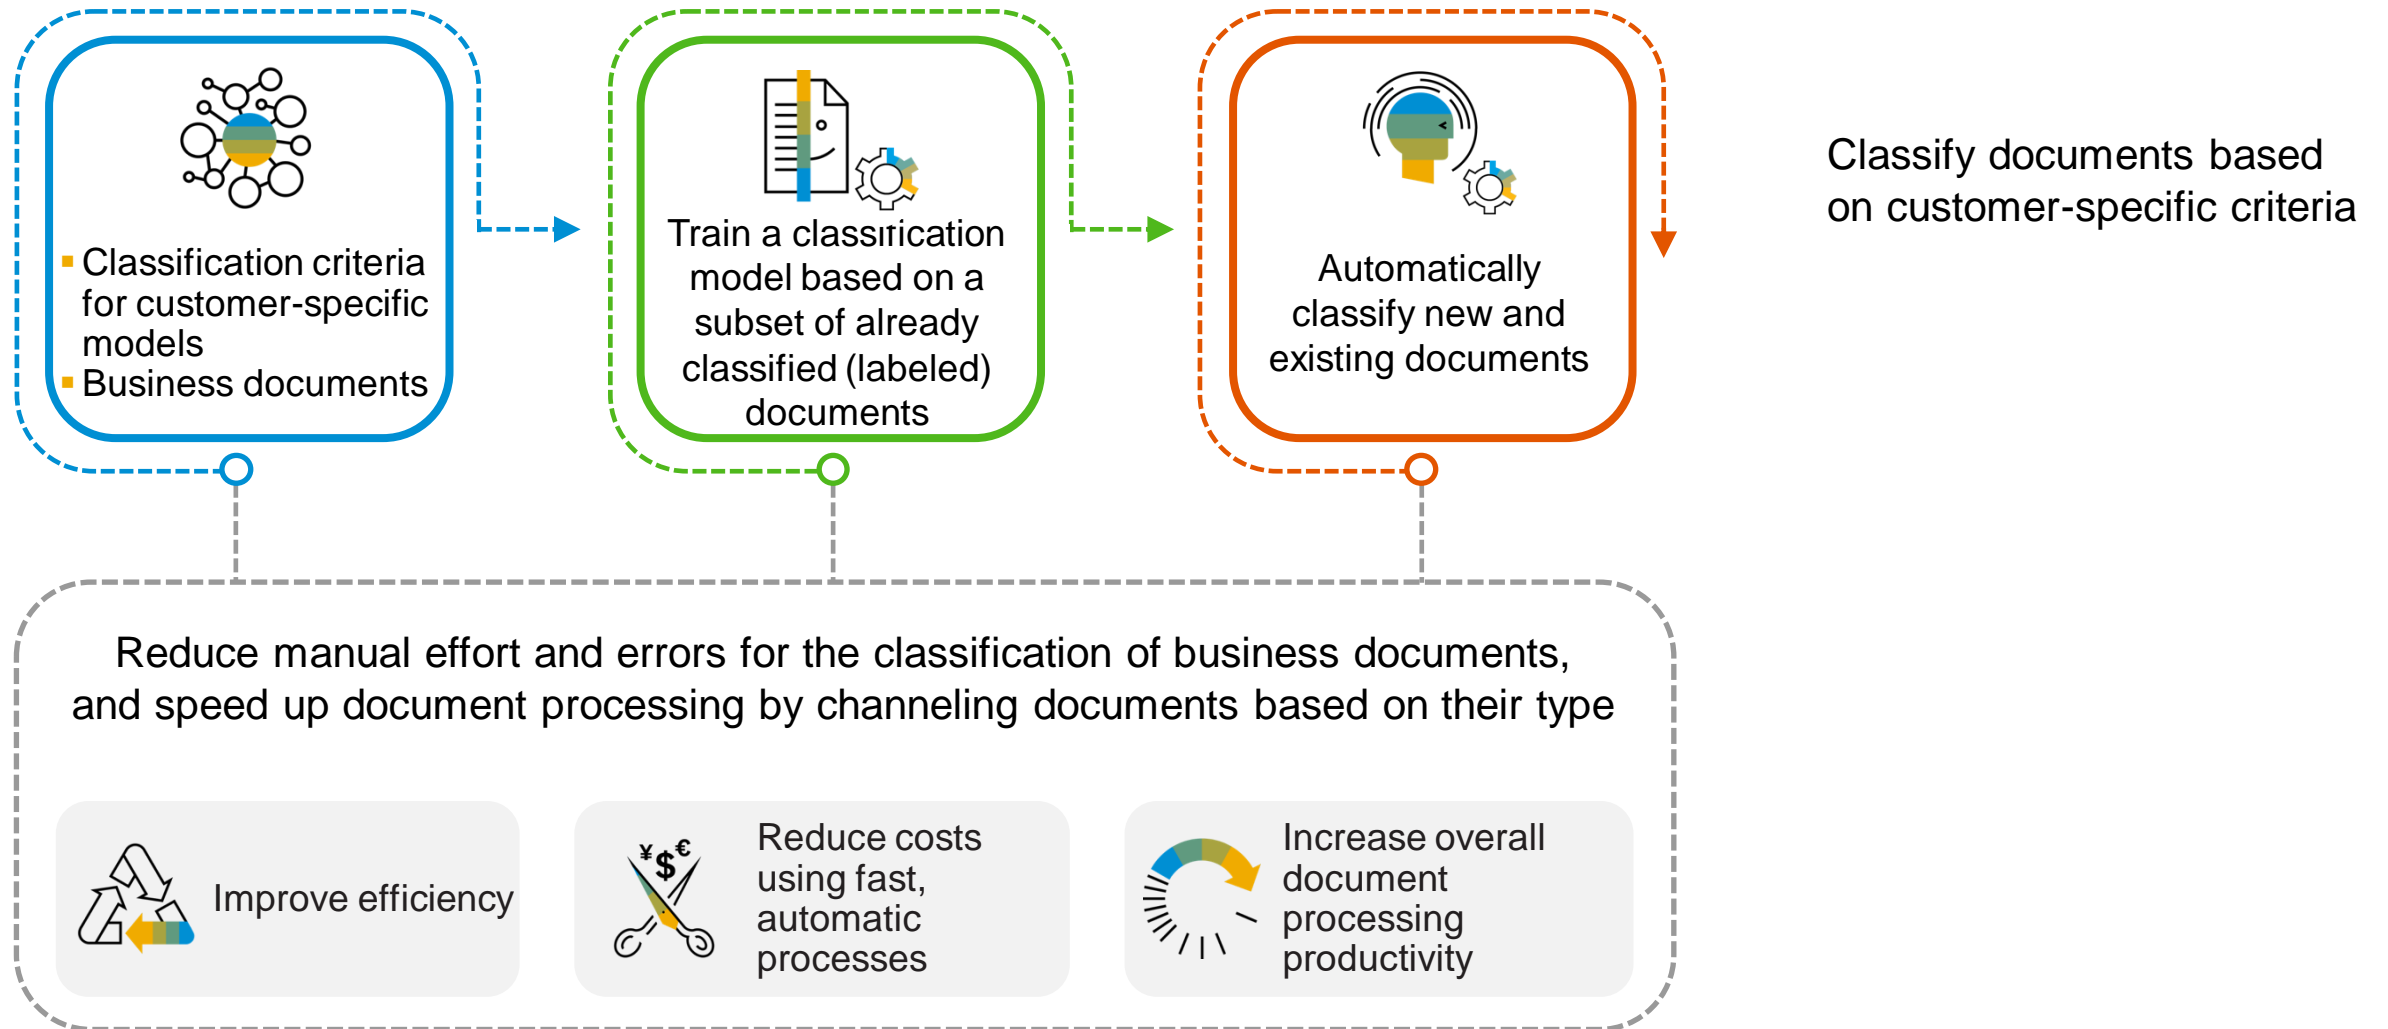 Classification criteria
for customer-specific
models
Business documents
Train a classification
model based on a
subset of already
classified (labeled)
documents
Automatically
classify new and
existing documents
Classify documents based
on customer-specific criteria
Reduce manual effort and errors for the classification of business documents,
and speed up document processing by channeling documents based on their type
Improve efficiency
¥$€
Reduce costs
using fast,
automatic
processes
Increase overall
document
processing
productivity